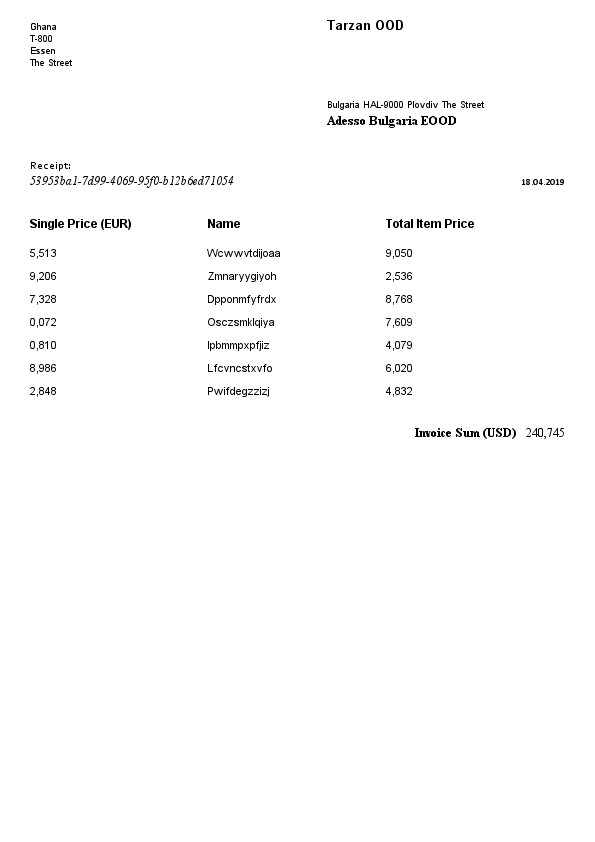 Ghana
T-800
Essen
The Street
Tarzan OOD
Bulgaria HAL-9000 Plovdiv The Street
Adesso Bulgaria EOOD
Receipt:
53953ba1-7d99-4069-95f0-b12b6ed71054 18.04.2019
Single Price (EUR) Name Total Item Price
5,513 Wcwwvtdijoaa 9,050
9,206 Zmnaryygiyoh 2,536
7,328 Dpponmfyfrdx 8,768
0,072 Osczsmklqiya 7,609
0,810 Ipbmmpxpfjiz 4,079
8,986 Lfcvncstxvfo 6,020
2,848 Pwifdegzzizj 4,832
Invoice Sum (USD) 240,745